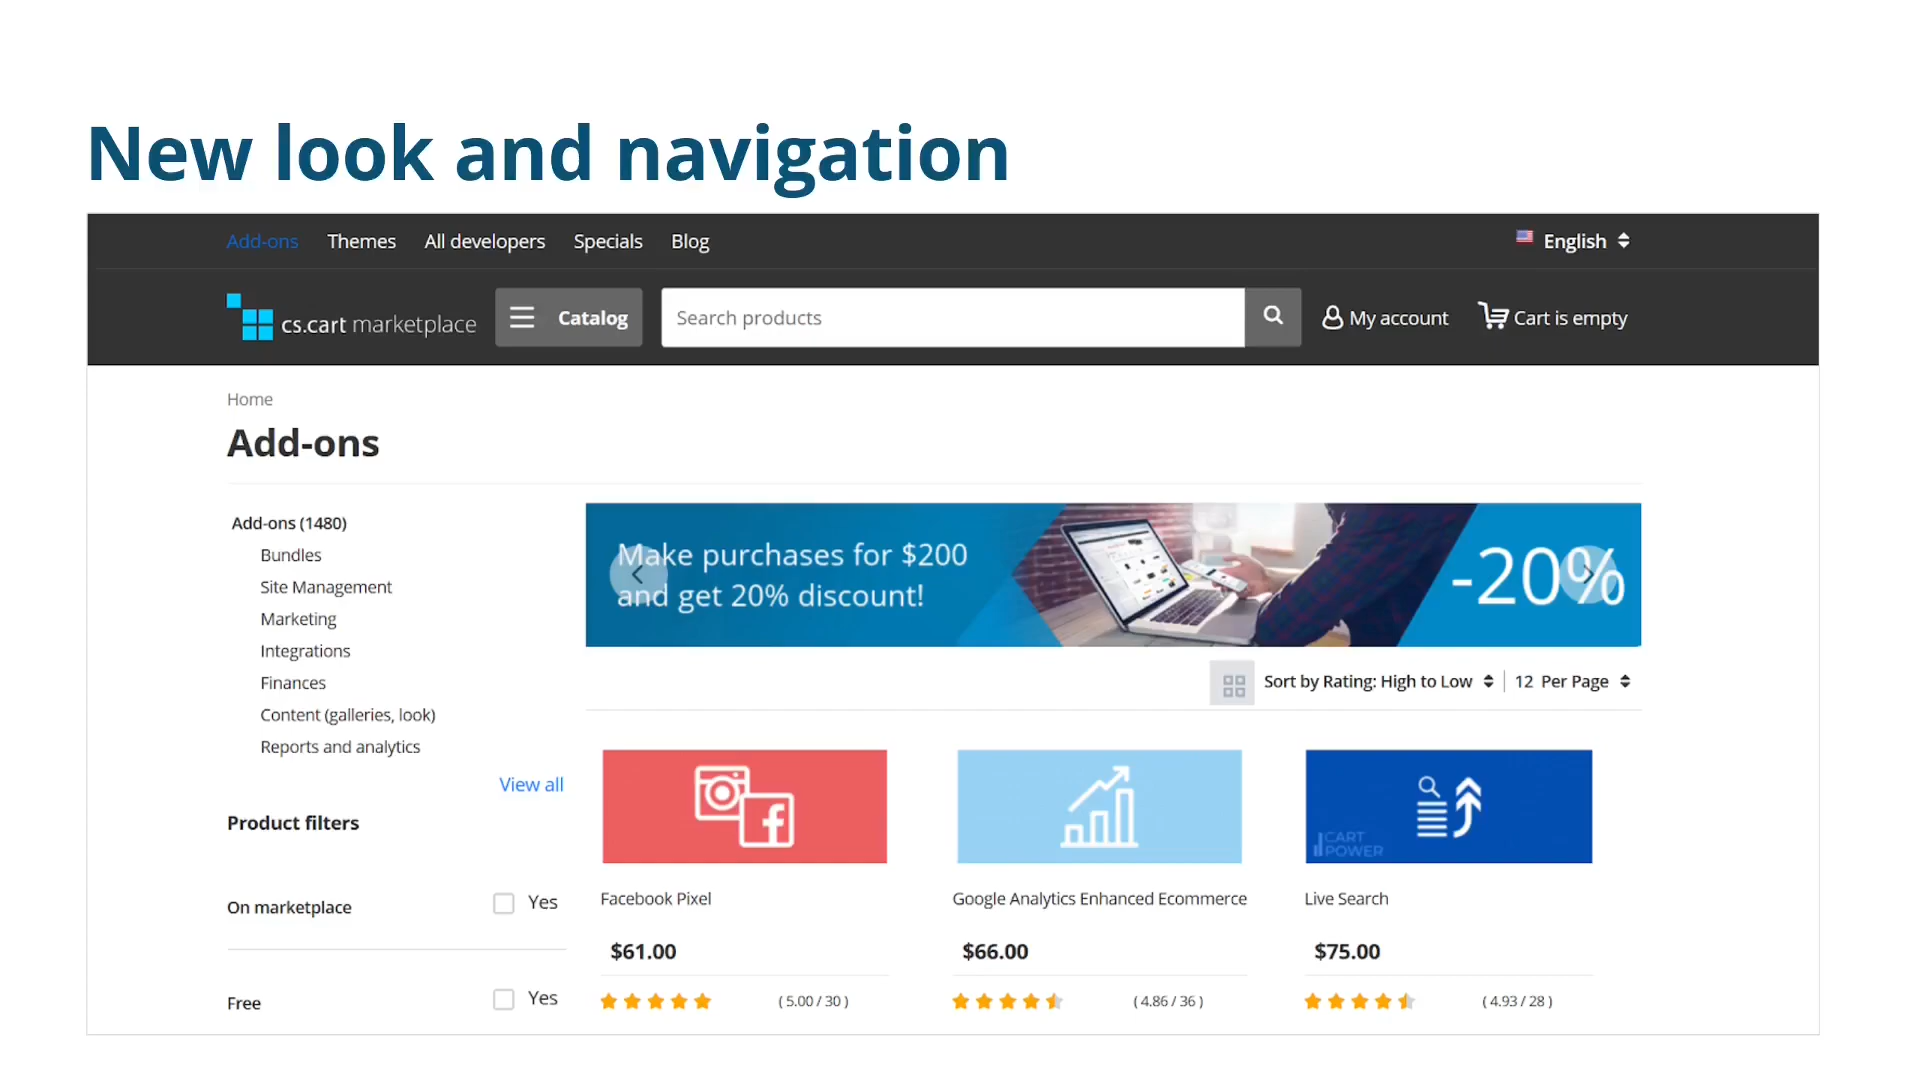 New look and navigation
Add-ons Themes All developers Specials Blog English
cs.cart marketplace Catalog Search products My account Cart is empty
Home
Add-ons
Add-ons (1480)
Bundles
Site Management
Marketing
Integrations
Finances
Content (galleries, look)
Reports and analytics
View all
Product filters
On marketplace Yes
Free Yes
Make purchases for $200
and get 20% discount!
-20%
Sort by Rating: High to Low 12 Per Page
CART
POWER
Facebook Pixel Google Analytics Enhanced Ecommerce Live Search
$61.00 $66.00 $75.00
( 5.00 / 30 ) ( 4.86 / 36 ) ( 4.93 / 28 )